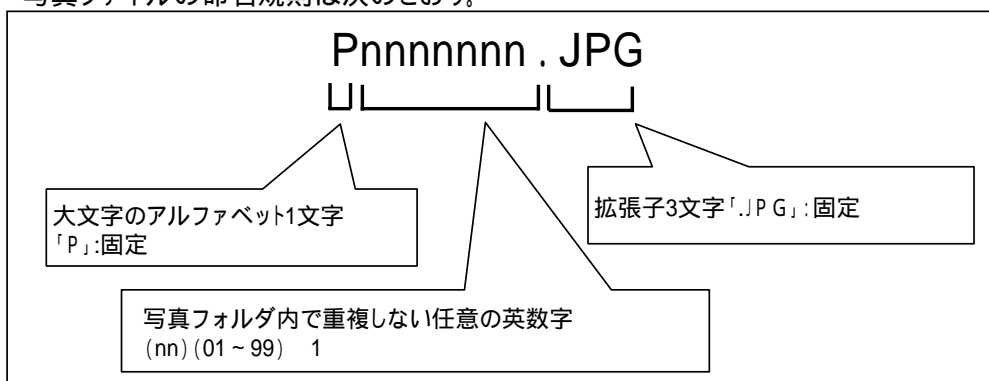 写真ファイルの命名規則は次のとおり。
Pnnnnnnn.JPG
大文字のアルファベット1文字
「P」:固定
拡張子3文字「.JPG」:固定
写真フォルダ内で重複しない任意の英数字
(nn)(01~99) 1